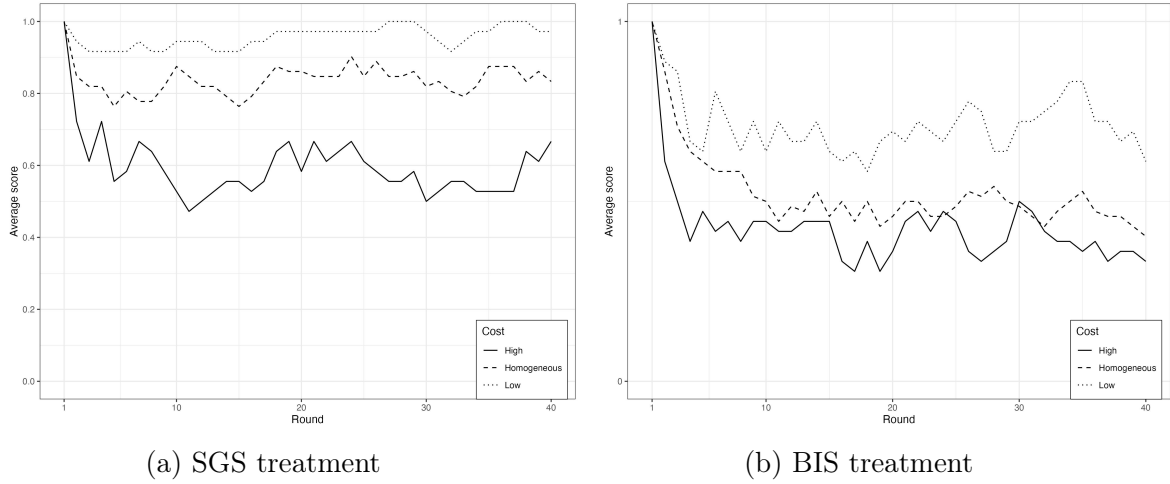 1.0
0.8
0.6
0.4
0.2
0.0
Average score
1
10
20
30
40
Round
Cost
High
Homogeneous
Low
(a) SGS treatment
1
0
Average score
1
10
20
30
40
Round
Cost
High
Homogeneous
Low
(b) BIS treatment